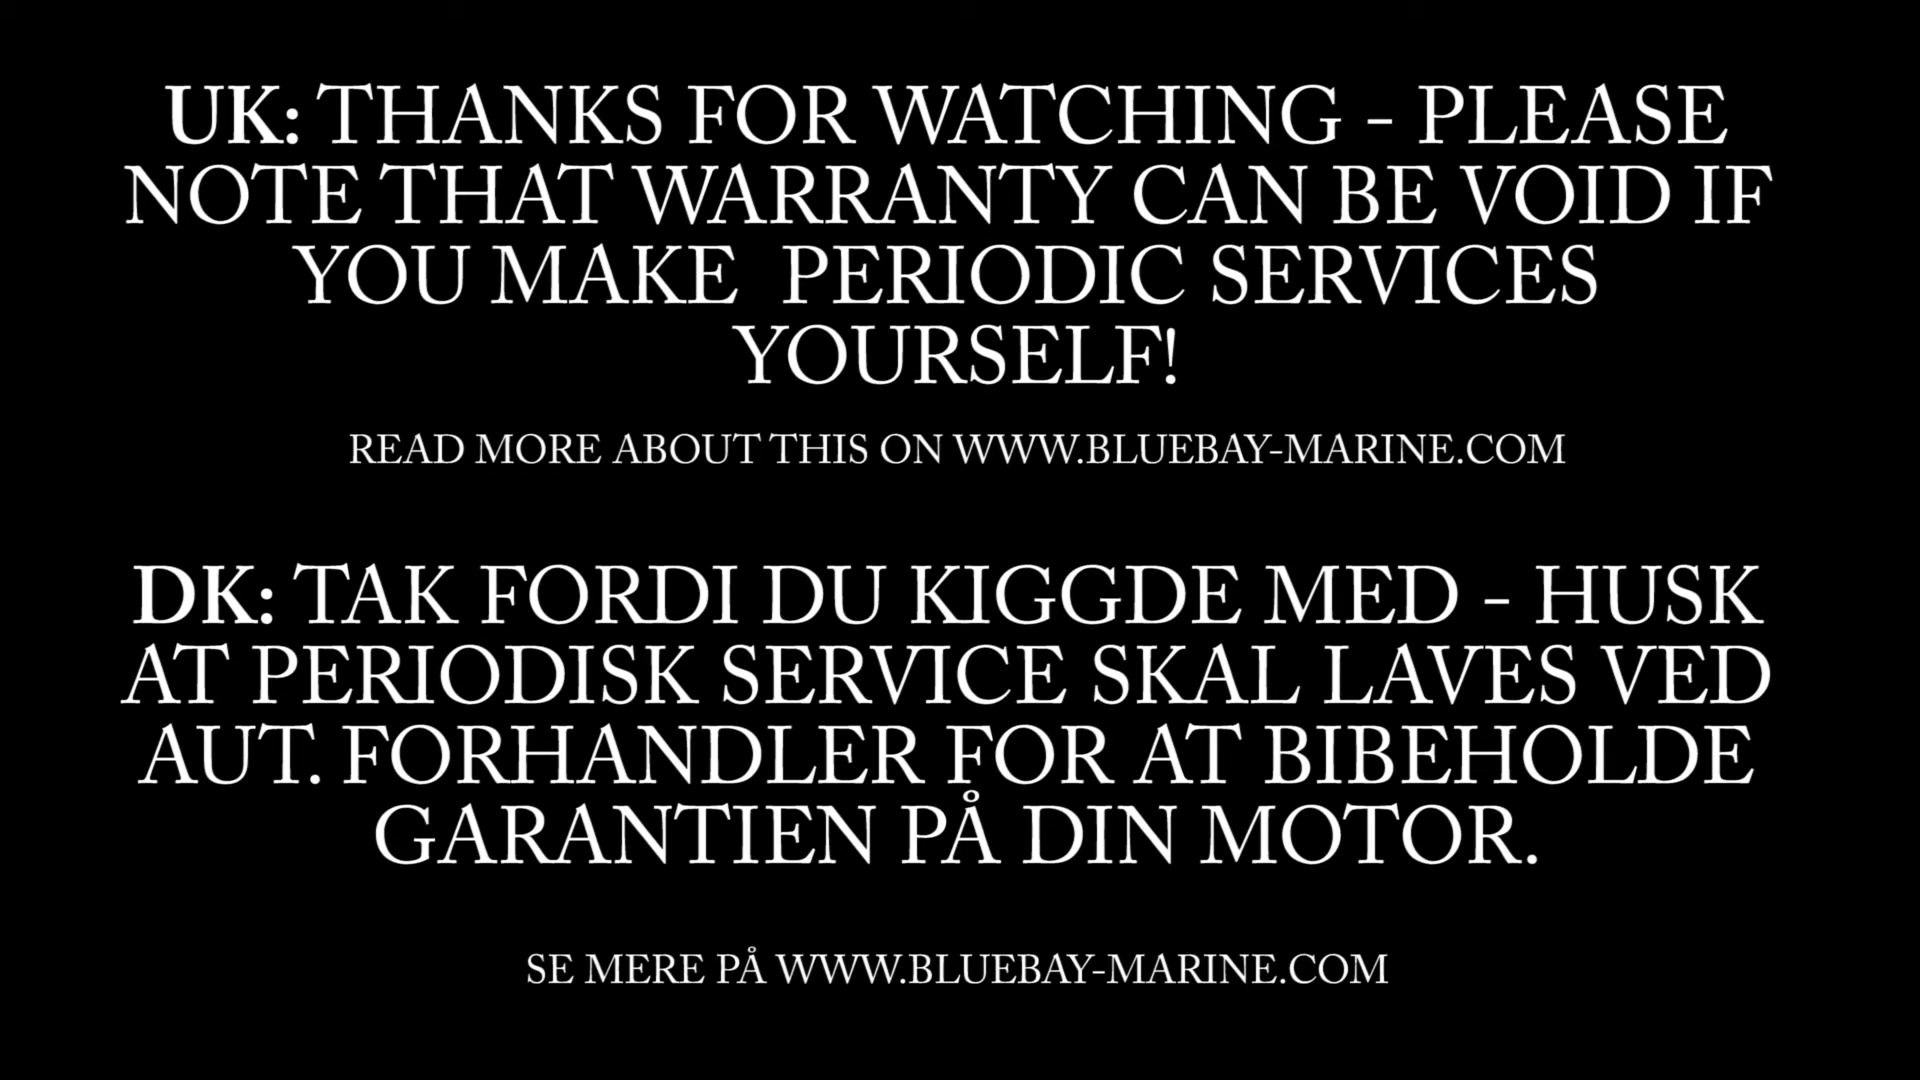 UK: THANKS FOR WATCHING - PLEASE
NOTE THAT WARRANTY CAN BE VOID IF
YOU MAKE  PERIODIC SERVICES
YOURSELF!
READ MORE ABOUT THIS ON WWW.BLUEBAY-MARINE.COM
DK: TAK FORDI DU KIGGDE MED - HUSK
AT PERIODISK SERVICE SKAL LAVES VED
AUT. FORHANDLER FOR AT BIBEHOLDE
GARANTIEN PÅ DIN MOTOR.
SE MERE PÅ WWW.BLUEBAY-MARINE.COM